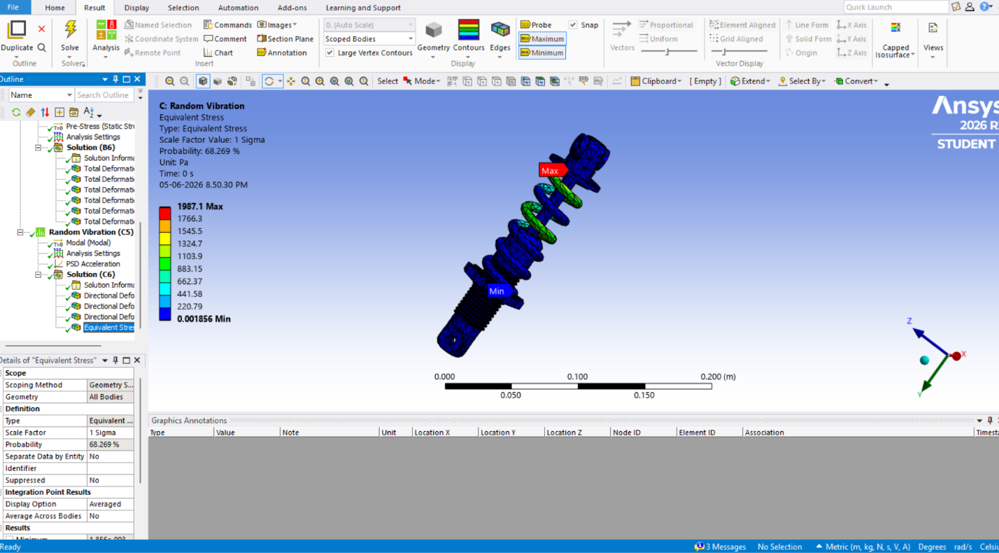 File Home Result Display Selection Automation Add-ons Learning and Support Quick Launch
Duplicate
Outline
Solve
Solver
Analysis
Named Selection
Coordinate System
Remote Point
Commands
Comment
Chart
Images
Section Plane
Annotation
Insert
0. (Auto Scale)
Scoped Bodies
Large Vertex Contours
Geometry
Contours
Edges
Probe
Maximum
Minimum
Snap
Display
Vectors
Proportional
Uniform
Element Aligned
Grid Aligned
Line Form
Solid Form
Origin
X Axis
Y Axis
Z Axis
Vector Display
Capped
Isosurface
Views
Outline
Name Search Outline
Select Mode Clipboard [ Empty ] Extend Select By Convert
T=0 Pre-Stress (Static Stru
Analysis Settings
Solution (B6)
Solution Informa
Total Deformati
Total Deformati
Total Deformati
Total Deformati
Total Deformati
Total Deformati
Random Vibration (C5)
T=0 Modal (Modal)
Analysis Settings
PSD Acceleration
Solution (C6)
Solution Informa
Directional Defo
Directional Defo
Directional Defo
Equivalent Stres
Details of "Equivalent Stress"
Scope
Scoping Method Geometry S...
Geometry All Bodies
Definition
Type Equivalent ...
Scale Factor 1 Sigma
Probability 68.269 %
Separate Data by Entity No
Identifier
Suppressed No
Integration Point Results
Display Option Averaged
Average Across Bodies No
Results
Minimum 1.856e-003
C: Random Vibration
Equivalent Stress
Type: Equivalent Stress
Scale Factor Value: 1 Sigma
Probability: 68.269 %
Unit: Pa
Time: 0 s
05-06-2026 8.50.30 PM
1987.1 Max
1766.3
1545.5
1324.7
1103.9
883.15
662.37
441.58
220.79
0.001856 Min
Max
Min
Ansys
2026 R
STUDENT
Z
X
Y
0.000 0.100 0.200 (m)
0.050 0.150
Graphics Annotations
Type Value Note Unit Location X Location Y Location Z Node ID Element ID Association Timesta
Ready
3 Messages No Selection Metric (m, kg, N, s, V, A) Degrees rad/s Celsiu